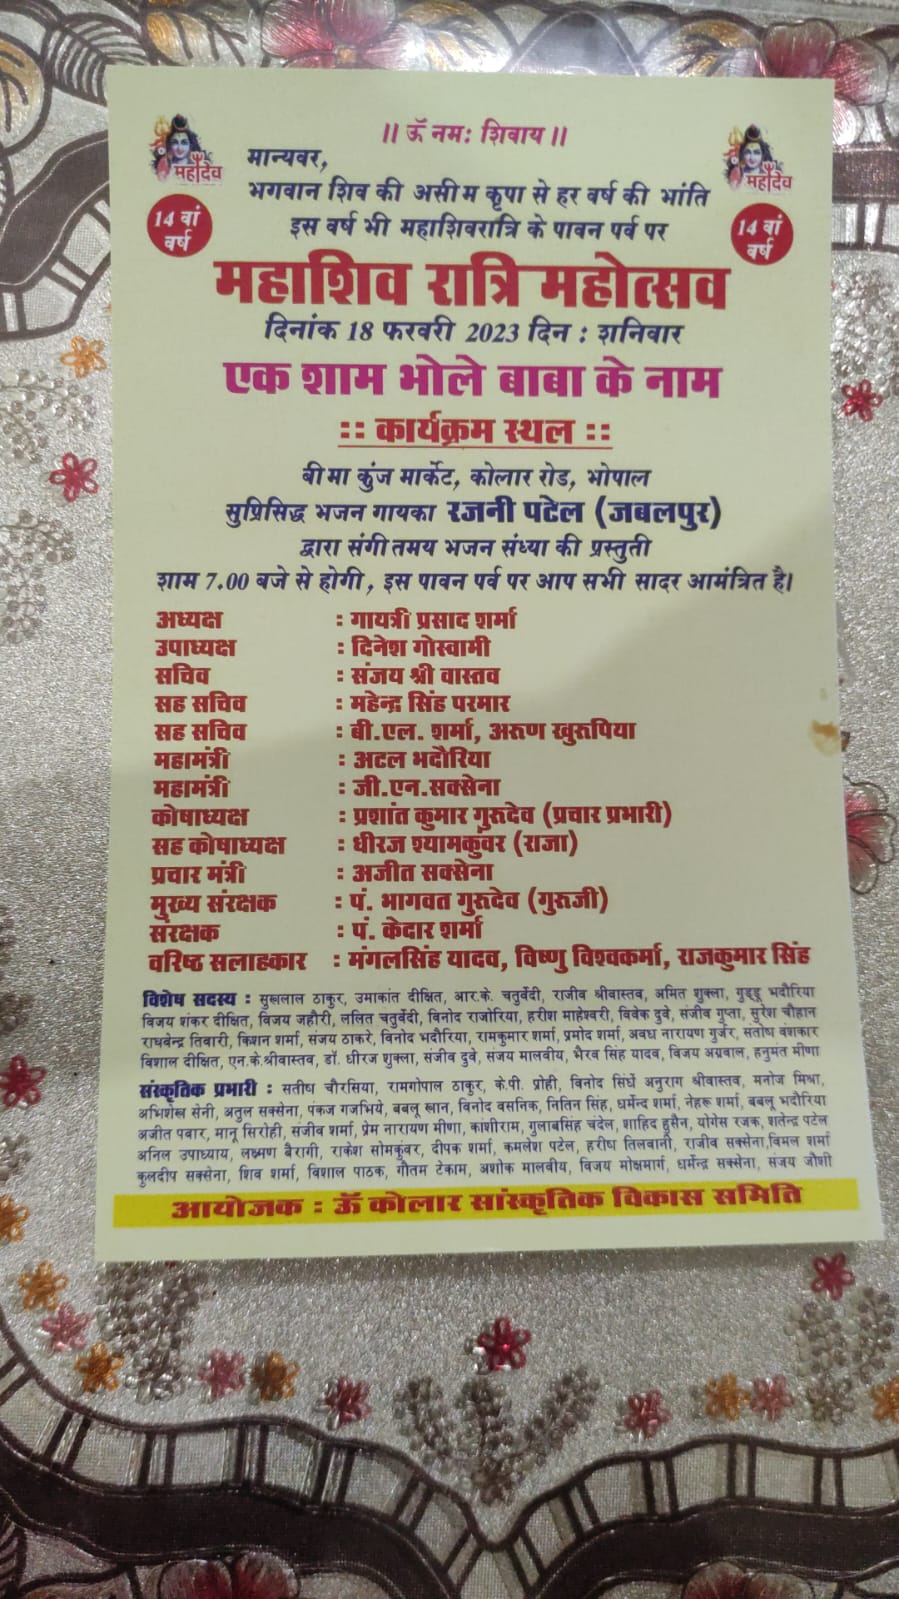 ॥ ॐ नमः शिवाय ॥
महादेव
महादेव
मान्यवर,
भगवान शिव की असीम कृपा से हर वर्ष की भांति
14 वां
वर्ष
14 वां
वर्ष
इस वर्ष भी महाशिवरात्रि के पावन पर्व पर
महाशिव रात्रि महोत्सव
दिनांक 18 फरवरी 2023 दिन : शनिवार
एक शाम भोले बाबा के नाम
:: कार्यक्रम स्थल ::
बीमा कुंज मार्केट, कोलार रोड, भोपाल
सुप्रिसिद्ध भजन गायका रजनी पटेल (जबलपुर)
द्वारा संगीतमय भजन संध्या की प्रस्तुती
शाम 7.00 बजे से होगी, इस पावन पर्व पर आप सभी सादर आमंत्रित है।
अध्यक्ष : गायत्री प्रसाद शर्मा
उपाध्यक्ष : दिनेश गोस्वामी
सचिव : संजय श्री वास्तव
सह सचिव : महेन्द्र सिंह परमार
सह सचिव : बी.एल. शर्मा, अरूण खुरूपिया
महामंत्री : अटल भदौरिया
महामंत्री : जी.एन.सक्सेना
कोषाध्यक्ष : प्रशांत कुमार गुरूदेव (प्रचार प्रभारी)
सह कोषाध्यक्ष : धीरज श्यामकुंवर (राजा)
प्रचार मंत्री : अजीत सक्सेना
मुख्य संरक्षक : पं. भागवत गुरूदेव (गुरूजी)
संरक्षक : पं. केदार शर्मा
वरिष्ठ सलाहकार : मंगलसिंह यादव, विष्णु विश्वकर्मा, राजकुमार सिंह
विशेष सदस्य : सुखलाल ठाकुर, उमाकांत दीक्षित, आर.के. चतुर्वेदी, राजीव श्रीवास्तव, अमित शुक्ला, गुड्डू भदौरिया
विजय शंकर दीक्षित, विजय जहौरी, ललित चतुर्वेदी, विनोद राजोरिया, हरीश माहेश्वरी, विवेक दुवे, संजीव गुप्ता, सुरेश चौहान
राघवेन्द्र तिवारी, किशन शर्मा, संजय ठाकरे, विनोद भदौरिया, रामकुमार शर्मा, प्रमोद शर्मा, अवध नारायण गुर्जर, सतोष वंशकार
विशाल दीक्षित, एन.के.श्रीवास्तव, डॉ. धीरज शुक्ला, संजीव दुवे, संजय मालवीय, भैरव सिंह यादव, विजय अग्रवाल, हनुमंत मीणा
संस्कृतिक प्रभारी : सतीष चौरसिया, रामगोपाल ठाकुर, के.पी. प्रोही, विनोद सिंघें अनुराग श्रीवास्तव, मनोज मिश्रा,
अभिशेख सेनी, अतुल सक्सेना, पंकज गजभिये, बबलू खान, विनोद वसनिक, नितिन सिंह, धर्मेन्द शर्मा, नेहरू शर्मा, बबलू भदौरिया
अजीत पवार, मानू सिरोही, संजीव शर्मा, प्रेम नारायण मीणा, काशीराम, गुलाबसिंह चंदेल, शाहिद हुसैन, योगेस रजक, शतेन्द्र पटेल
अनिल उपाध्याय, लक्ष्मण बैरागी, राकेश सोमकुंवर, दीपक शर्मा, कमलेश पटेल, हरीष तिलवानी, राजीव सक्सेना,विमल शर्मा
कुलदीप सक्सेना, शिव शर्मा, विशाल पाठक, गौतम टेकाम, अशोक मालवीय, विजय मोक्षमार्ग, धर्मेन्द्र सक्सेना, संजय जोशी
आयोजक : ॐ कोलार सांस्कृतिक विकास समिति